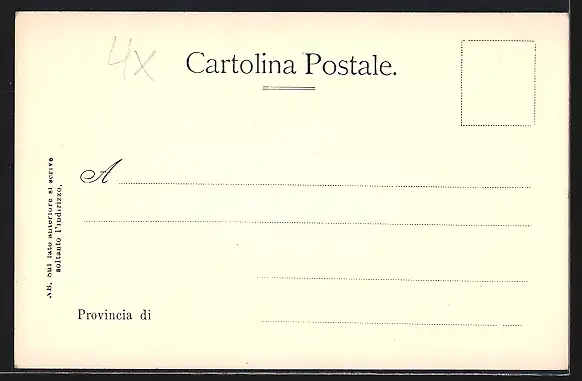 4x
Cartolina Postale.
A
NB. Sul lato anteriore si scrive
soltanto l'indirizzo.
Provincia di